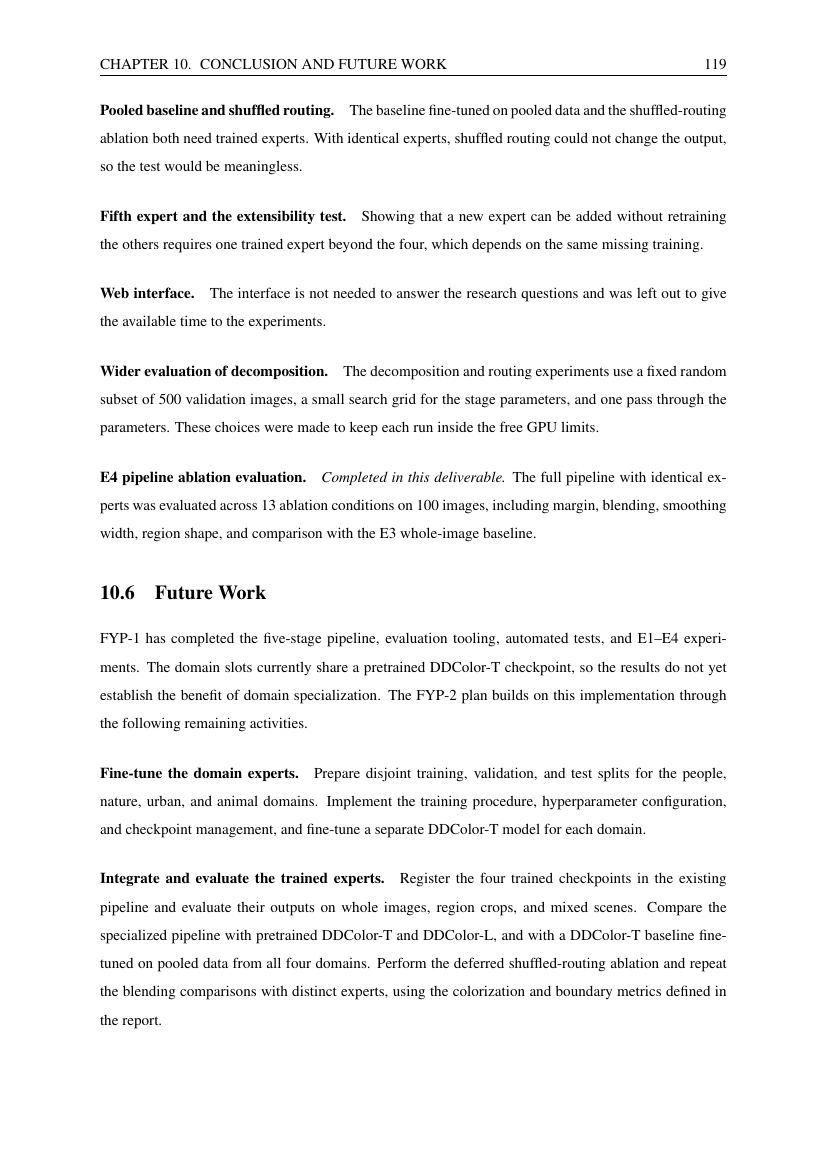 CHAPTER 10. CONCLUSION AND FUTURE WORK 119
Pooled baseline and shuffled routing. The baseline fine-tuned on pooled data and the shuffled-routing
ablation both need trained experts. With identical experts, shuffled routing could not change the output,
so the test would be meaningless.
Fifth expert and the extensibility test. Showing that a new expert can be added without retraining
the others requires one trained expert beyond the four, which depends on the same missing training.
Web interface. The interface is not needed to answer the research questions and was left out to give
the available time to the experiments.
Wider evaluation of decomposition. The decomposition and routing experiments use a fixed random
subset of 500 validation images, a small search grid for the stage parameters, and one pass through the
parameters. These choices were made to keep each run inside the free GPU limits.
E4 pipeline ablation evaluation. Completed in this deliverable. The full pipeline with identical ex-
perts was evaluated across 13 ablation conditions on 100 images, including margin, blending, smoothing
width, region shape, and comparison with the E3 whole-image baseline.
10.6 Future Work
FYP-1 has completed the five-stage pipeline, evaluation tooling, automated tests, and E1–E4 experi-
ments. The domain slots currently share a pretrained DDColor-T checkpoint, so the results do not yet
establish the benefit of domain specialization. The FYP-2 plan builds on this implementation through
the following remaining activities.
Fine-tune the domain experts. Prepare disjoint training, validation, and test splits for the people,
nature, urban, and animal domains. Implement the training procedure, hyperparameter configuration,
and checkpoint management, and fine-tune a separate DDColor-T model for each domain.
Integrate and evaluate the trained experts. Register the four trained checkpoints in the existing
pipeline and evaluate their outputs on whole images, region crops, and mixed scenes. Compare the
specialized pipeline with pretrained DDColor-T and DDColor-L, and with a DDColor-T baseline fine-
tuned on pooled data from all four domains. Perform the deferred shuffled-routing ablation and repeat
the blending comparisons with distinct experts, using the colorization and boundary metrics defined in
the report.